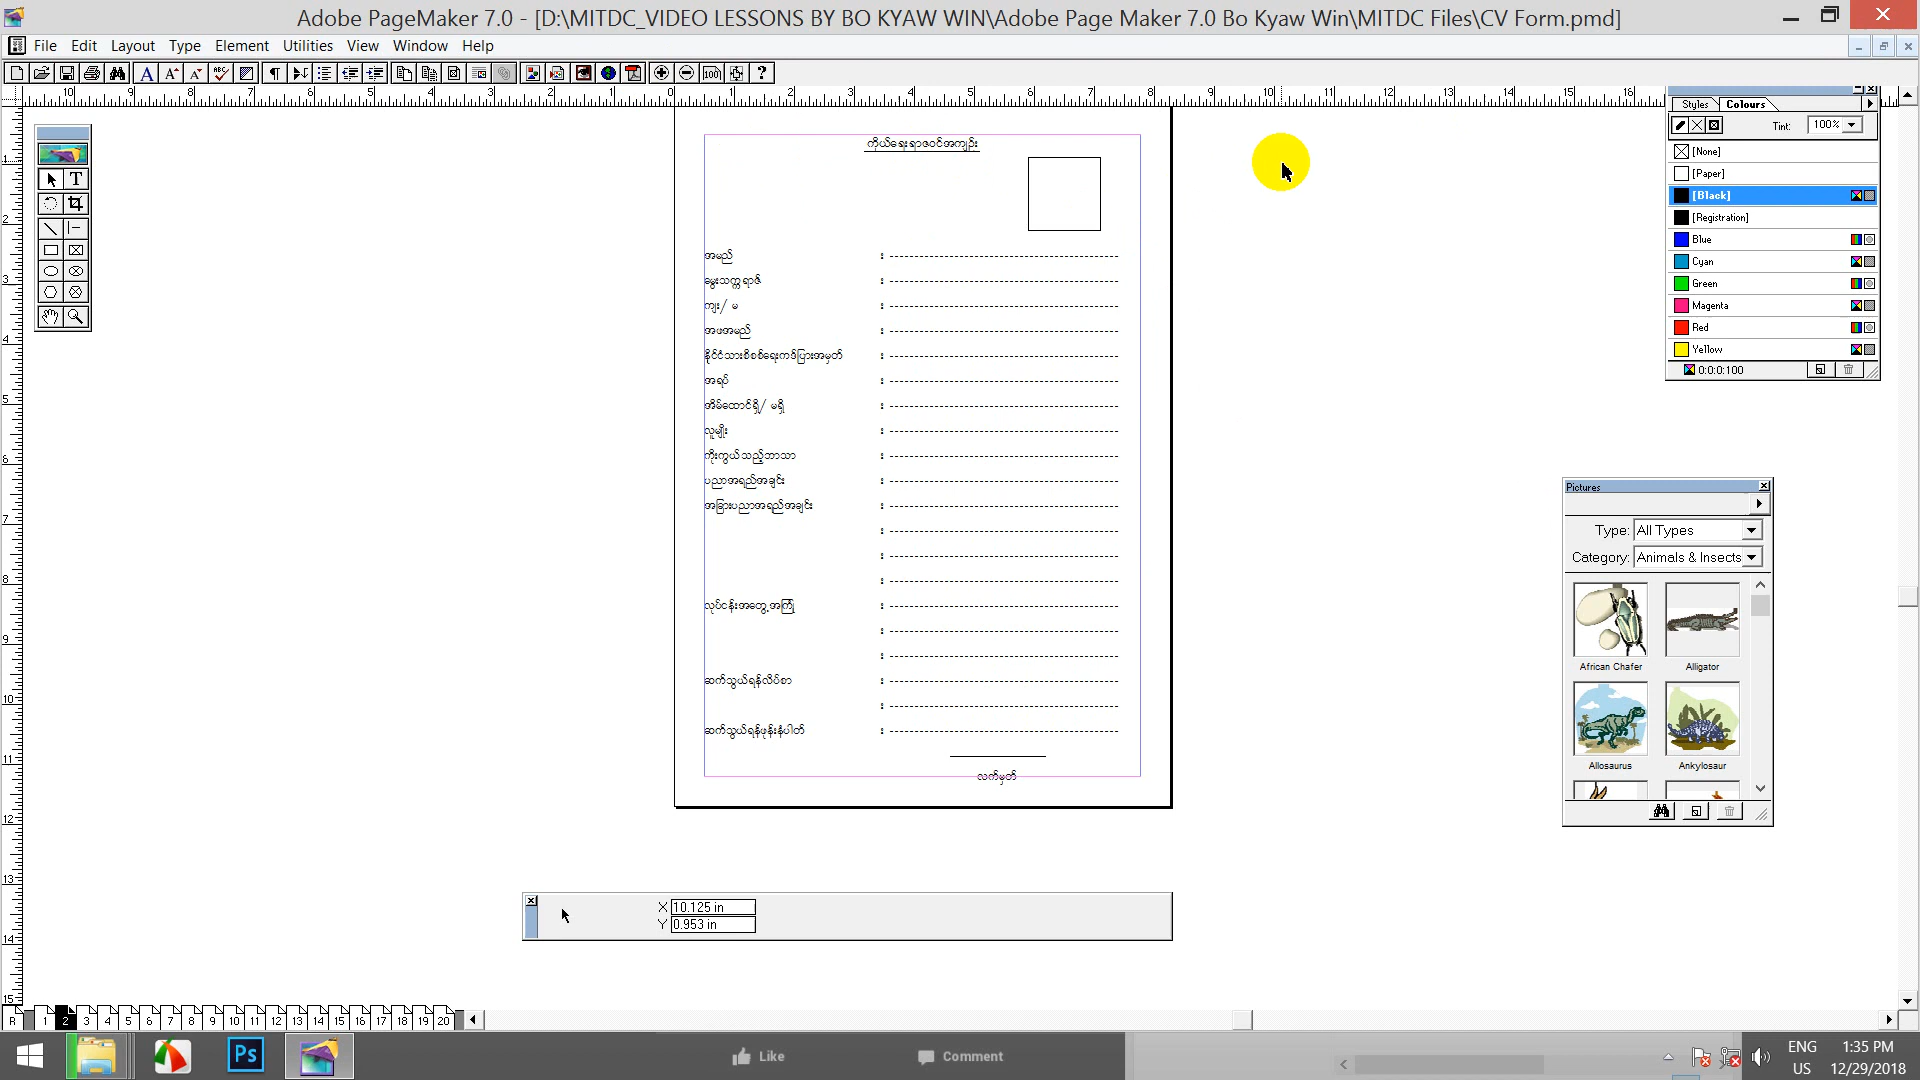 Adobe PageMaker 7.0 - [D:\MITDC_VIDEO LESSONS BY BO KYAW WIN\Adobe Page Maker 7.0 Bo Kyaw Win\MITDC Files\CV Form.pmd]
File Edit Layout Type Element Utilities View Window Help
Styles Colours
Tint: 100%
[None]
[Paper]
[Black]
[Registration]
Blue
Cyan
Green
Magenta
Red
Yellow
0:0:0:100
ကိုယ်ရေးရာဇဝင်အကျဉ်း
အမည် : --------------------
မွေးသက္ကရာဇ် : --------------------
ကျား/ မ : --------------------
အဖအမည် : --------------------
နိုင်ငံသားစိစစ်ရေးကဒ်ပြားအမှတ် : --------------------
အရပ် : --------------------
အိမ်ထောင်ရှိ/ မရှိ : --------------------
လူမျိုး : --------------------
ကိုးကွယ်သည့်ဘာသာ : --------------------
ပညာအရည်အချင်း : --------------------
အခြားပညာအရည်အချင်း : --------------------
: --------------------
: --------------------
: --------------------
လုပ်ငန်းအတွေ့အကြုံ : --------------------
: --------------------
: --------------------
ဆက်သွယ်ရန်လိပ်စာ : --------------------
: --------------------
ဆက်သွယ်ရန်ဖုန်းနံပါတ် : --------------------
လက်မှတ်
Pictures
Type: All Types
Category: Animals & Insects
African Chafer Alligator
Allosaurus Ankylosaur
X 10.125 in
Y 0.953 in
R 1 2 3 4 5 6 7 8 9 10 11 12 13 14 15 16 17 18 19 20
Ps
Like Comment
ENG 1:35 PM
US 12/29/2018